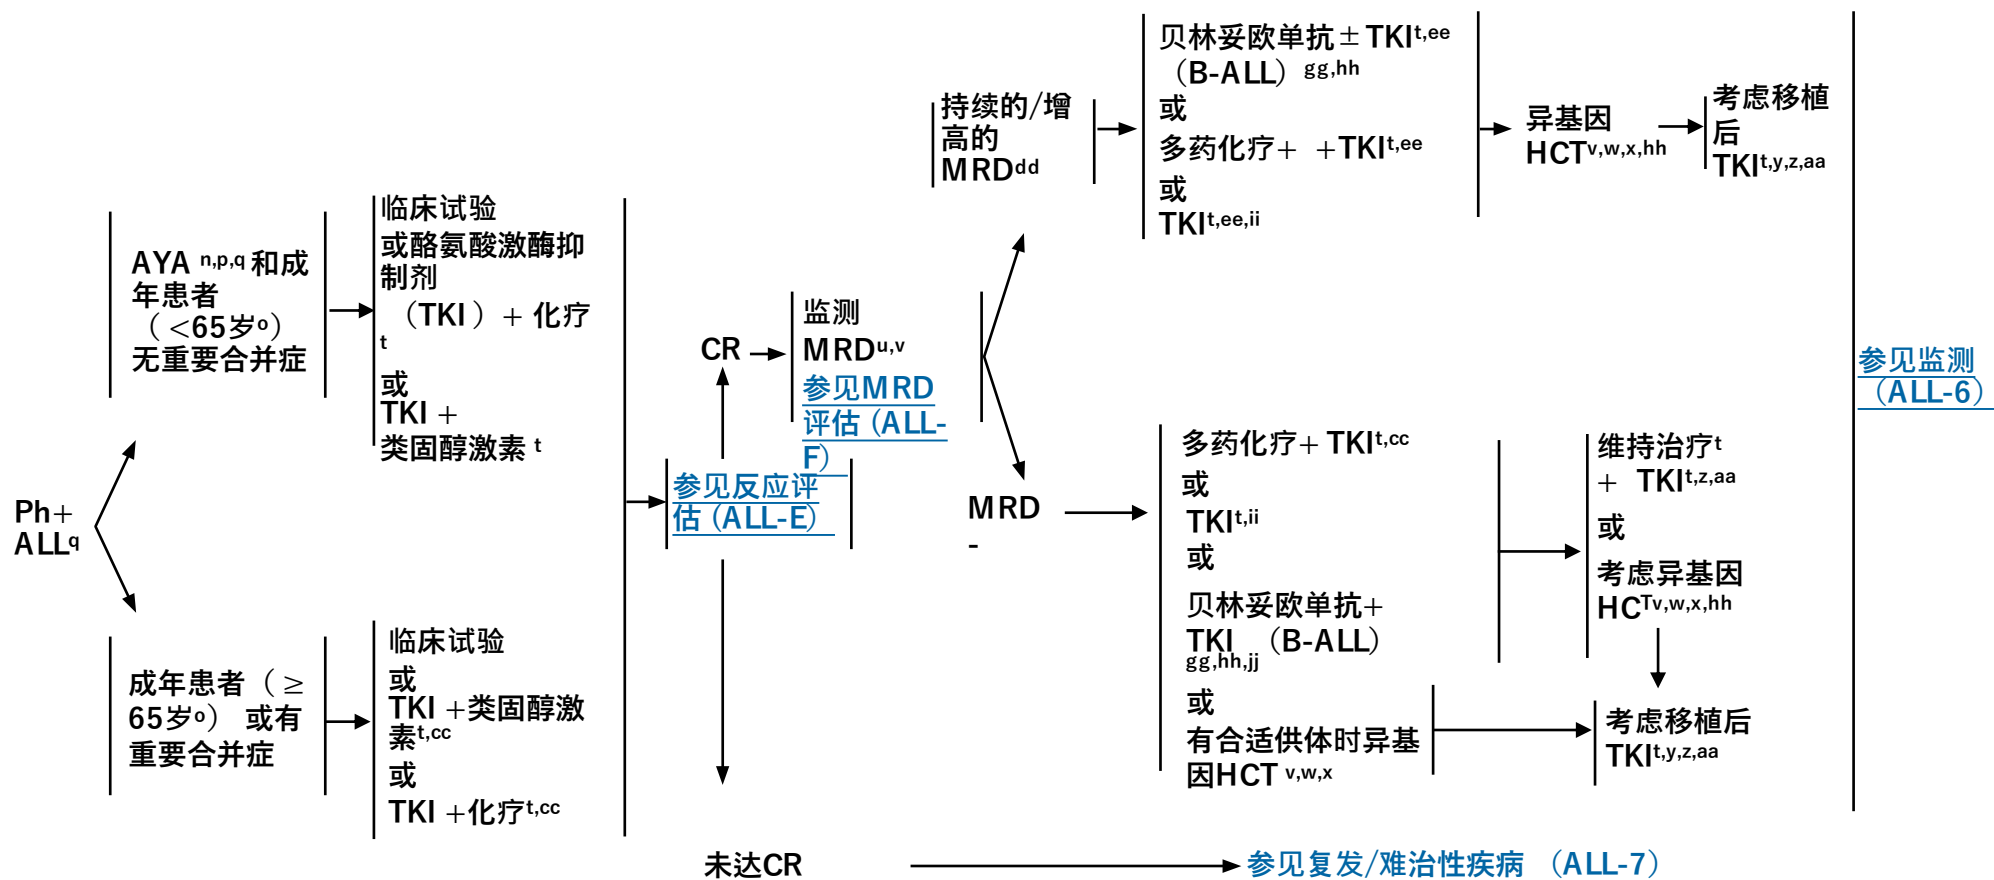 Ph+
ALLq
AYA n,p,q 和成
年患者
（<65岁o）
无重要合并症
成年患者（≥
65岁o） 或有
重要合并症
临床试验
或酪氨酸激酶抑
制剂
（TKI）+ 化疗
t
或
TKI +
类固醇激素 t
临床试验
或
TKI +类固醇激
素t,cc
或
TKI +化疗t,cc
参见反应评
估 (ALL-E)
CR
未达CR
监测
MRDu,v
参见MRD
评估 (ALL-
F)
持续的/增
高的
MRDdd
MRD
-
贝林妥欧单抗±TKIt,ee
（B-ALL）gg,hh
或
多药化疗+ +TKIt,ee
或
TKIt,ee,ii
异基因
HCTv,w,x,hh
考虑移植
后
TKIt,y,z,aa
多药化疗+ TKIt,cc
或
TKIt,ii
或
贝林妥欧单抗+
TKI （B-ALL）
gg,hh,jj
或
有合适供体时异基
因HCT v,w,x
维持治疗t
+ TKIt,z,aa
或
考虑异基因
HCTv,w,x,hh
考虑移植后
TKIt,y,z,aa
参见监测
（ALL-6）
参见复发/难治性疾病 （ALL-7）